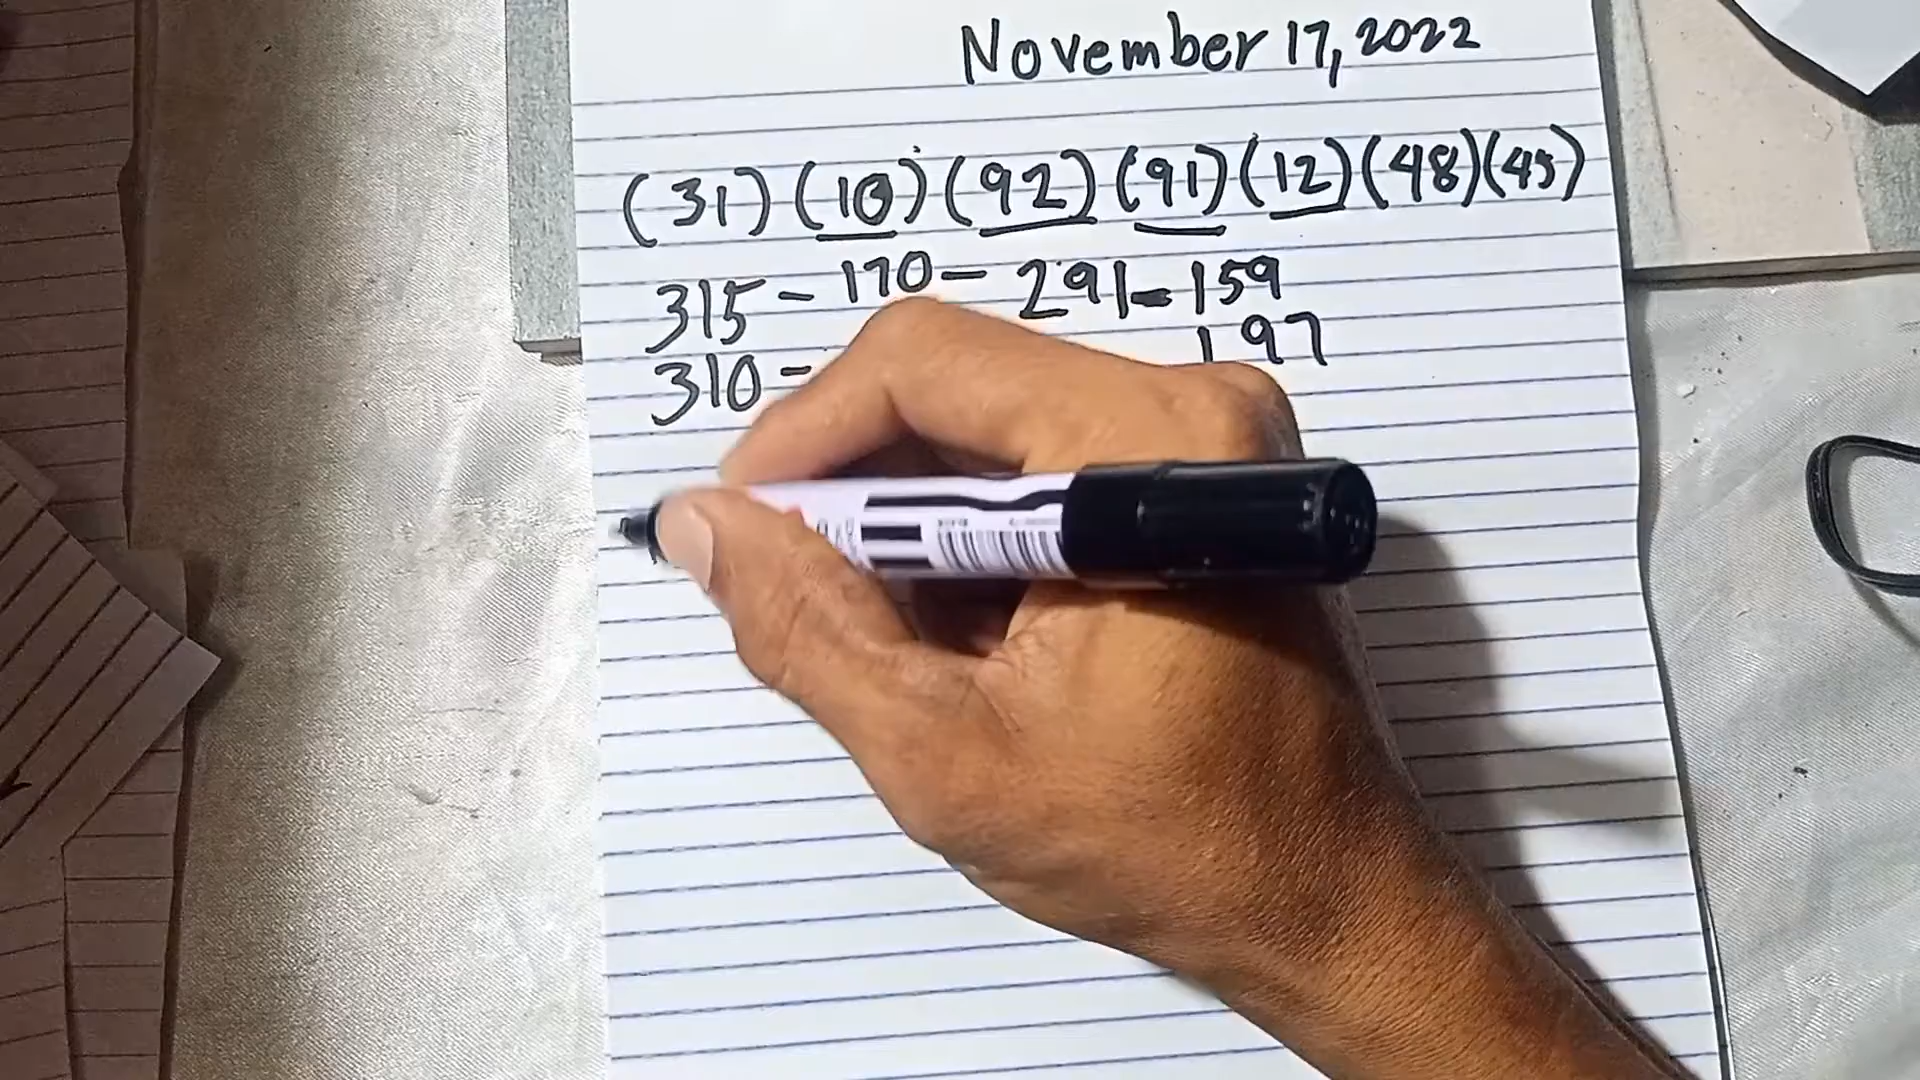 November 17, 2022
(31) (10) (92) (91) (12) (48) (45)
315 - 170 - 291 - 159
310 - 197